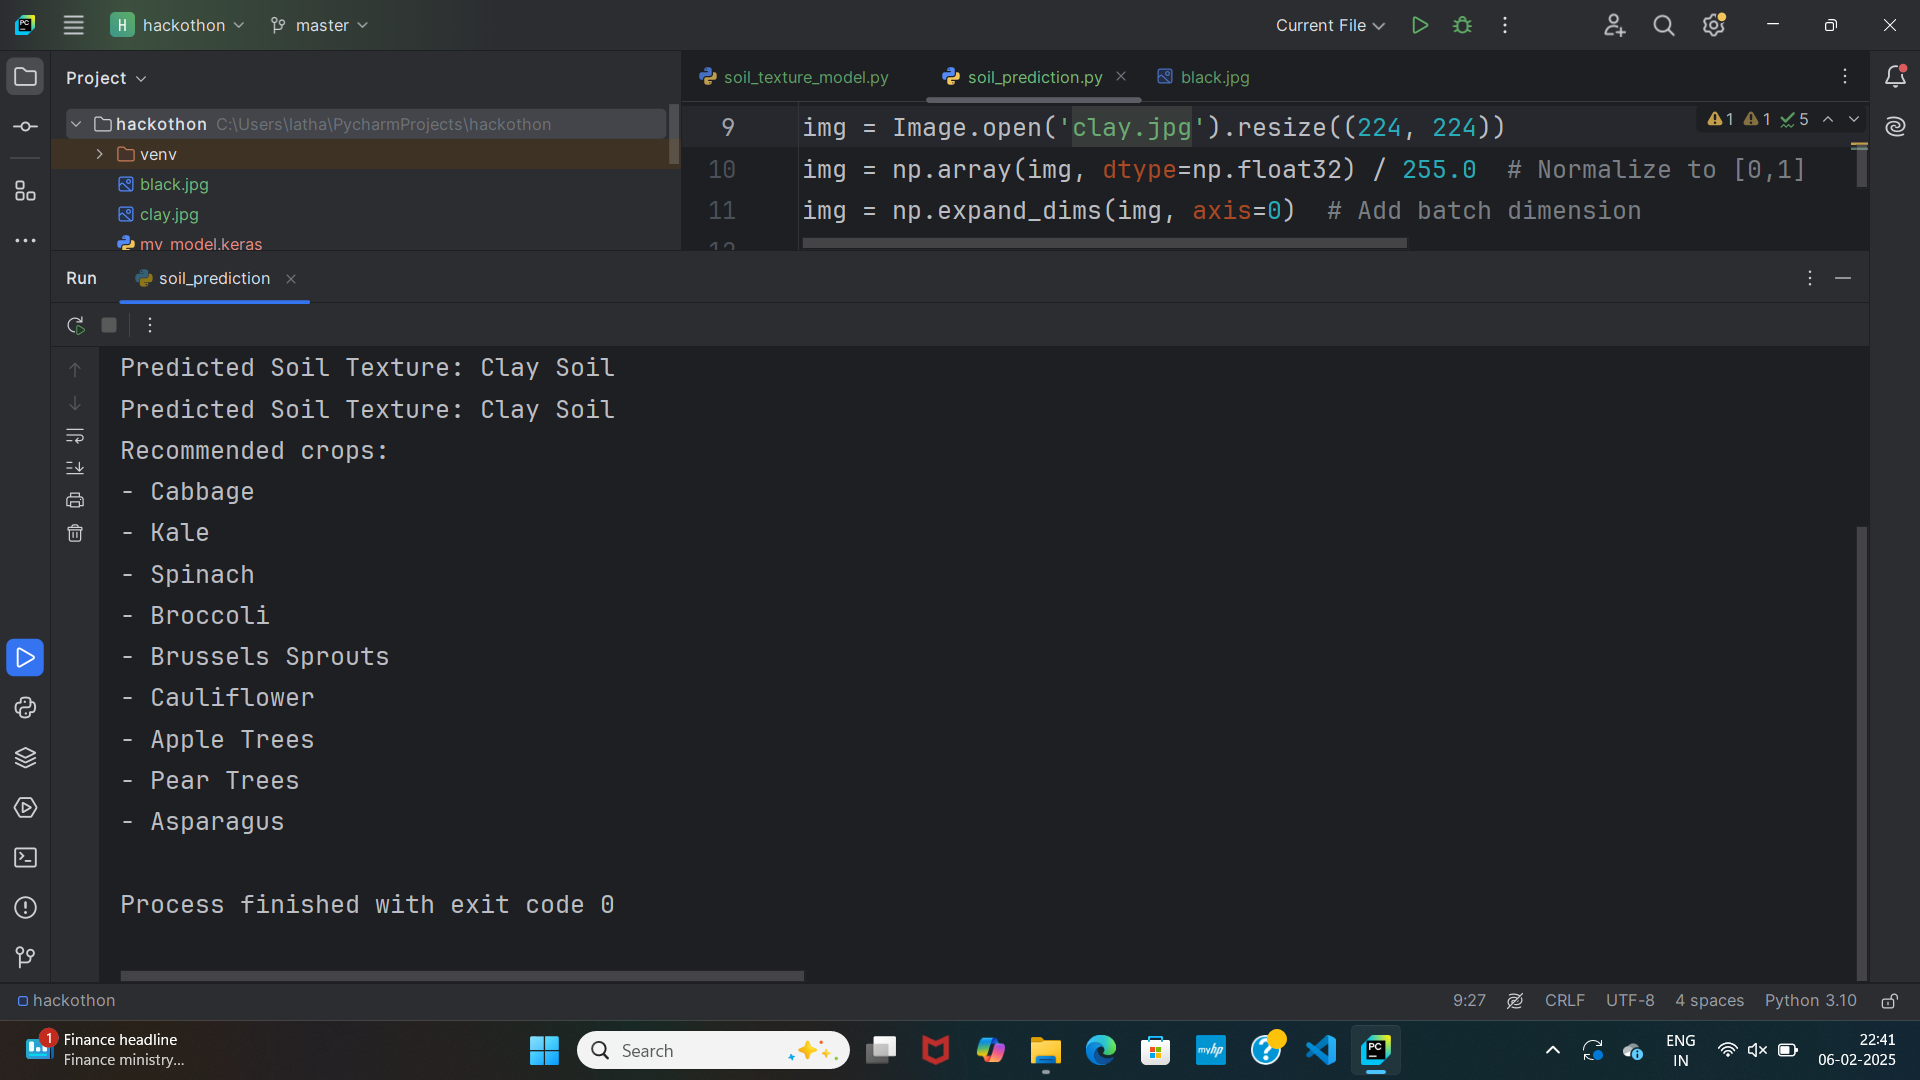 PC
H hackothon master
Current File
Project
hackothon C:\Users\latha\PycharmProjects\hackothon
venv
black.jpg
clay.jpg
my_model.keras
soil_texture_model.py soil_prediction.py black.jpg
9 img = Image.open('clay.jpg').resize((224, 224))
1 1 5
10 img = np.array(img, dtype=np.float32) / 255.0 # Normalize to [0,1]
11 img = np.expand_dims(img, axis=0) # Add batch dimension
12
Run soil_prediction
Predicted Soil Texture: Clay Soil
Predicted Soil Texture: Clay Soil
Recommended crops:
- Cabbage
- Kale
- Spinach
- Broccoli
- Brussels Sprouts
- Cauliflower
- Apple Trees
- Pear Trees
- Asparagus
Process finished with exit code 0
hackothon
9:27 CRLF UTF-8 4 spaces Python 3.10
1
Finance headline
Finance ministry...
Search
myhp
PC
ENG
IN
22:41
06-02-2025